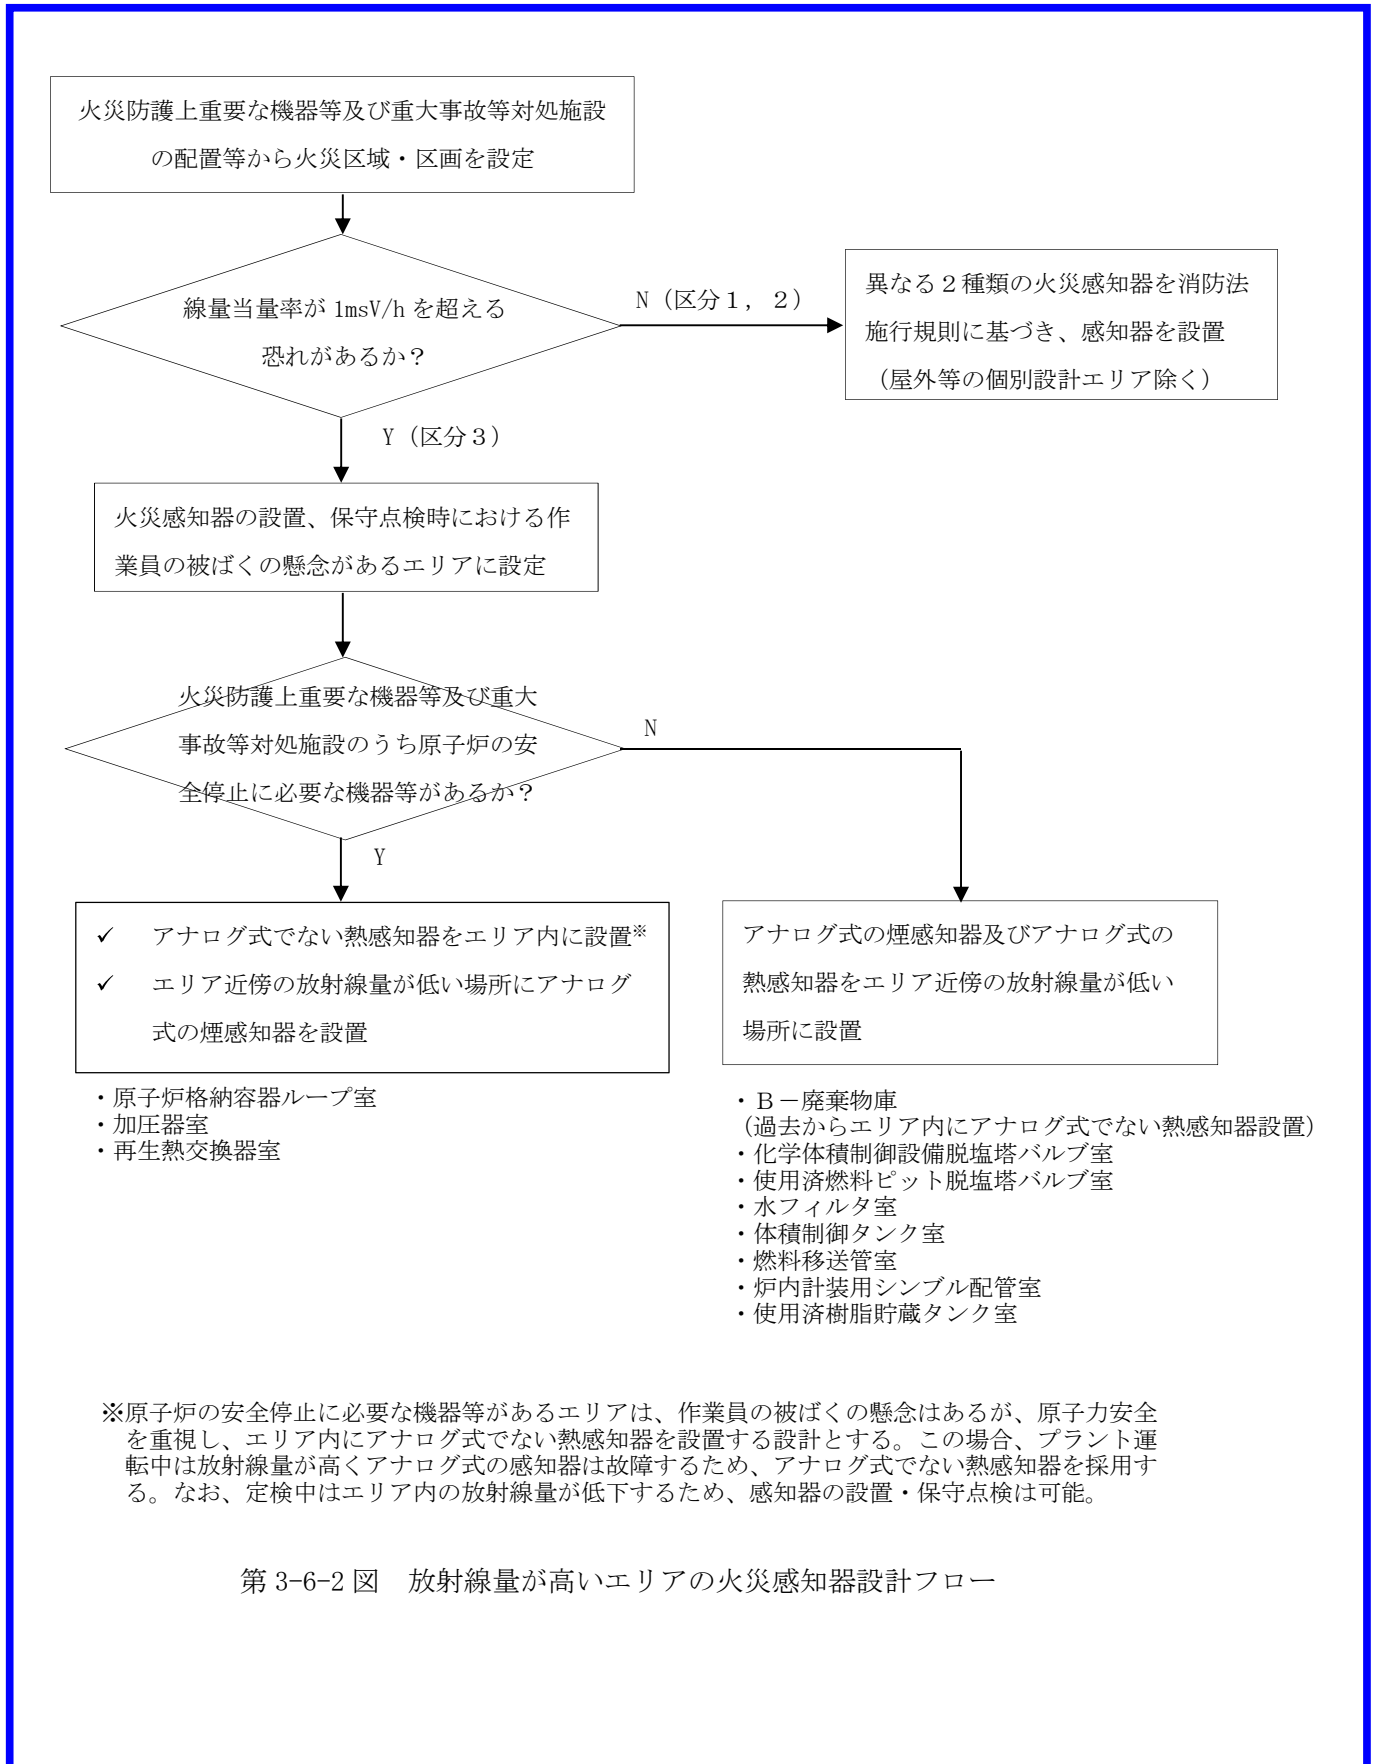 火災防護上重要な機器等及び重大事故等対処施設
の配置等から火災区域・区画を設定
線量当量率が 1msV/h を超える
恐れがあるか？
N（区分１，２）
異なる２種類の火災感知器を消防法
施行規則に基づき、感知器を設置
（屋外等の個別設計エリア除く）
Y（区分３）
火災感知器の設置、保守点検時における作
業員の被ばくの懸念があるエリアに設定
火災防護上重要な機器等及び重大
事故等対処施設のうち原子炉の安
全停止に必要な機器等があるか？
N
Y
✓ アナログ式でない熱感知器をエリア内に設置※
✓ エリア近傍の放射線量が低い場所にアナログ
式の煙感知器を設置
・原子炉格納容器ループ室
・加圧器室
・再生熱交換器室
アナログ式の煙感知器及びアナログ式の
熱感知器をエリア近傍の放射線量が低い
場所に設置
・Ｂ－廃棄物庫
（過去からエリア内にアナログ式でない熱感知器設置）
・化学体積制御設備脱塩塔バルブ室
・使用済燃料ピット脱塩塔バルブ室
・水フィルタ室
・体積制御タンク室
・燃料移送管室
・炉内計装用シンブル配管室
・使用済樹脂貯蔵タンク室
※原子炉の安全停止に必要な機器等があるエリアは、作業員の被ばくの懸念はあるが、原子力安全
を重視し、エリア内にアナログ式でない熱感知器を設置する設計とする。この場合、プラント運
転中は放射線量が高くアナログ式の感知器は故障するため、アナログ式でない熱感知器を採用す
る。なお、定検中はエリア内の放射線量が低下するため、感知器の設置・保守点検は可能。
第 3-6-2 図　放射線量が高いエリアの火災感知器設計フロー